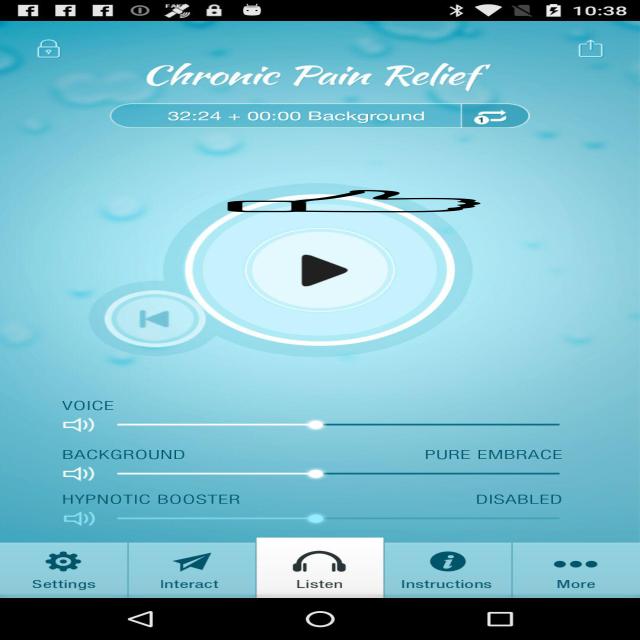 10:38
Chronic Pain Relief
32:24 + 00:00 Background
1
VOICE
BACKGROUND PURE EMBRACE
HYPNOTIC BOOSTER DISABLED
Settings Interact Listen Instructions More